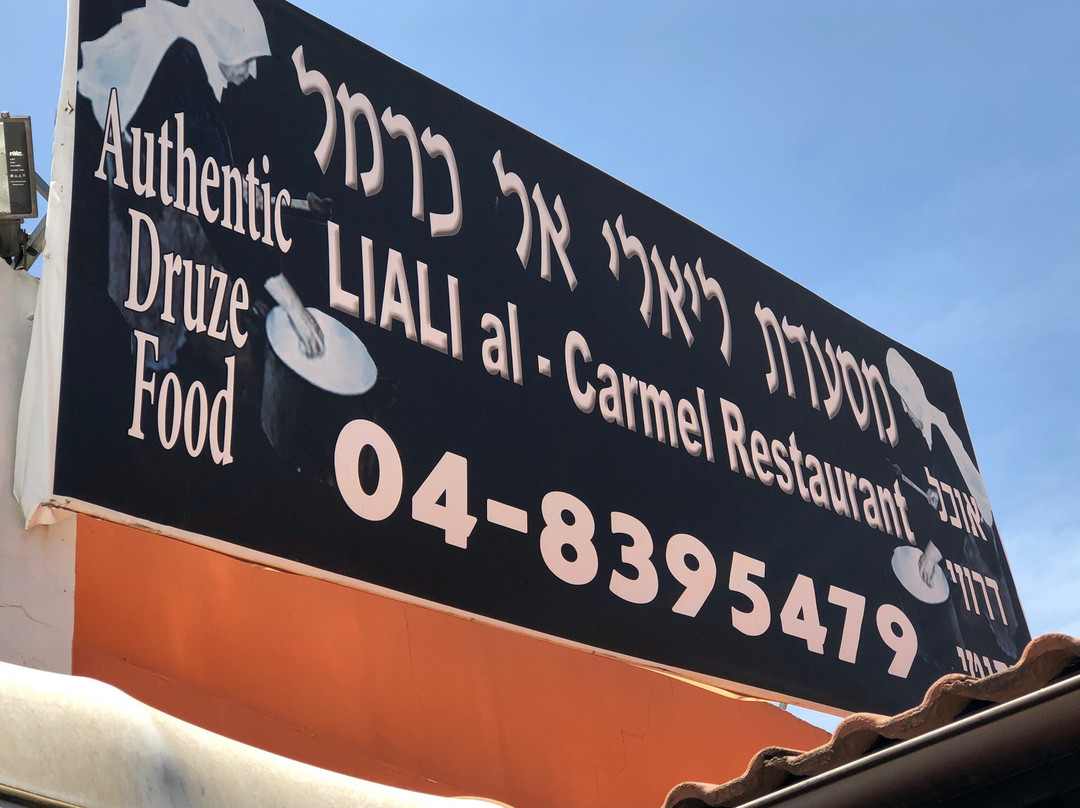 מסעדת ליאלי אל כרמל
LIALI al - Carmel Restaurant
04-8395479
Authentic
Druze
Food
אוכל
דרוזי